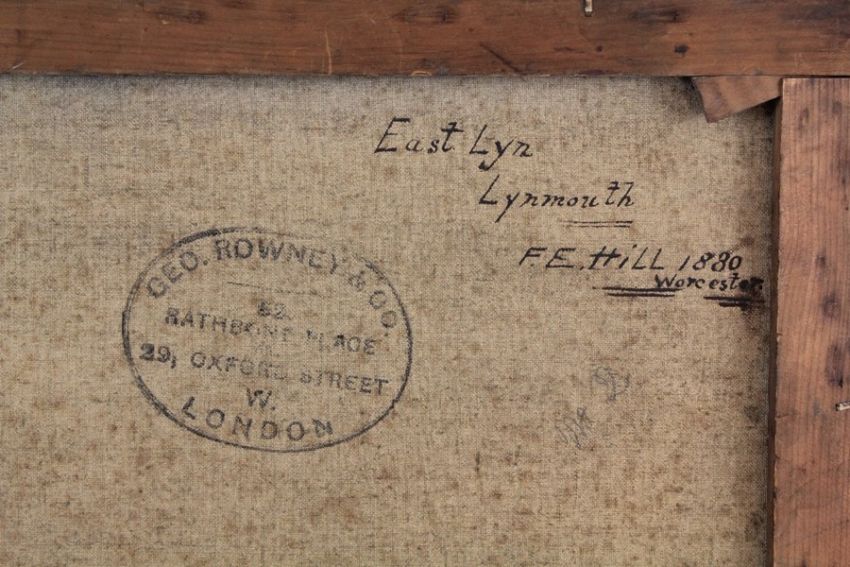 East Lyn
Lynmouth
F.E. Hill 1880
Worcester.
GEO. ROWNEY & CO.
52,
RATHBONE PLACE
29, OXFORD STREET
W.
LONDON